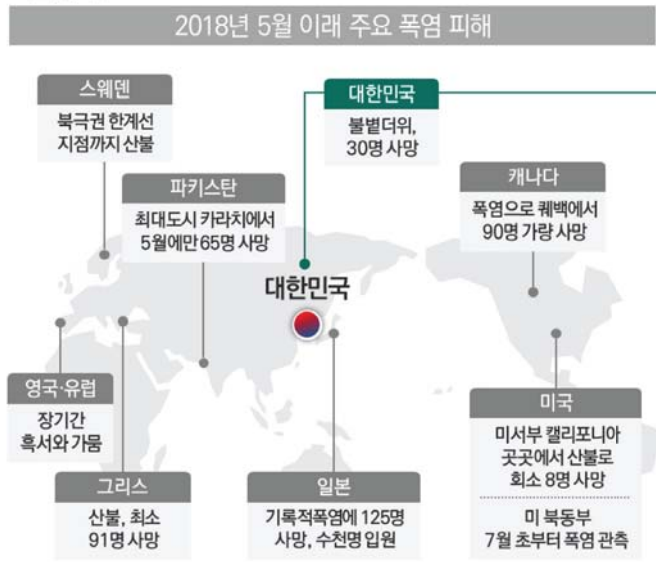 2018년 5월 이래 주요 폭염 피해
스웨덴
북극권 한계선
지점까지 산불
대한민국
불볕더위,
30명 사망
파키스탄
최대도시 카라치에서
5월에만 65명 사망
캐나다
폭염으로 퀘백에서
90명 가량 사망
대한민국
영국·유럽
장기간
혹서와 가뭄
그리스
산불, 최소
91명 사망
일본
기록적폭염에 125명
사망, 수천명 입원
미국
미서부 캘리포니아
곳곳에서 산불로
회소 8명 사망
미 북동부
7월 초부터 폭염 관측